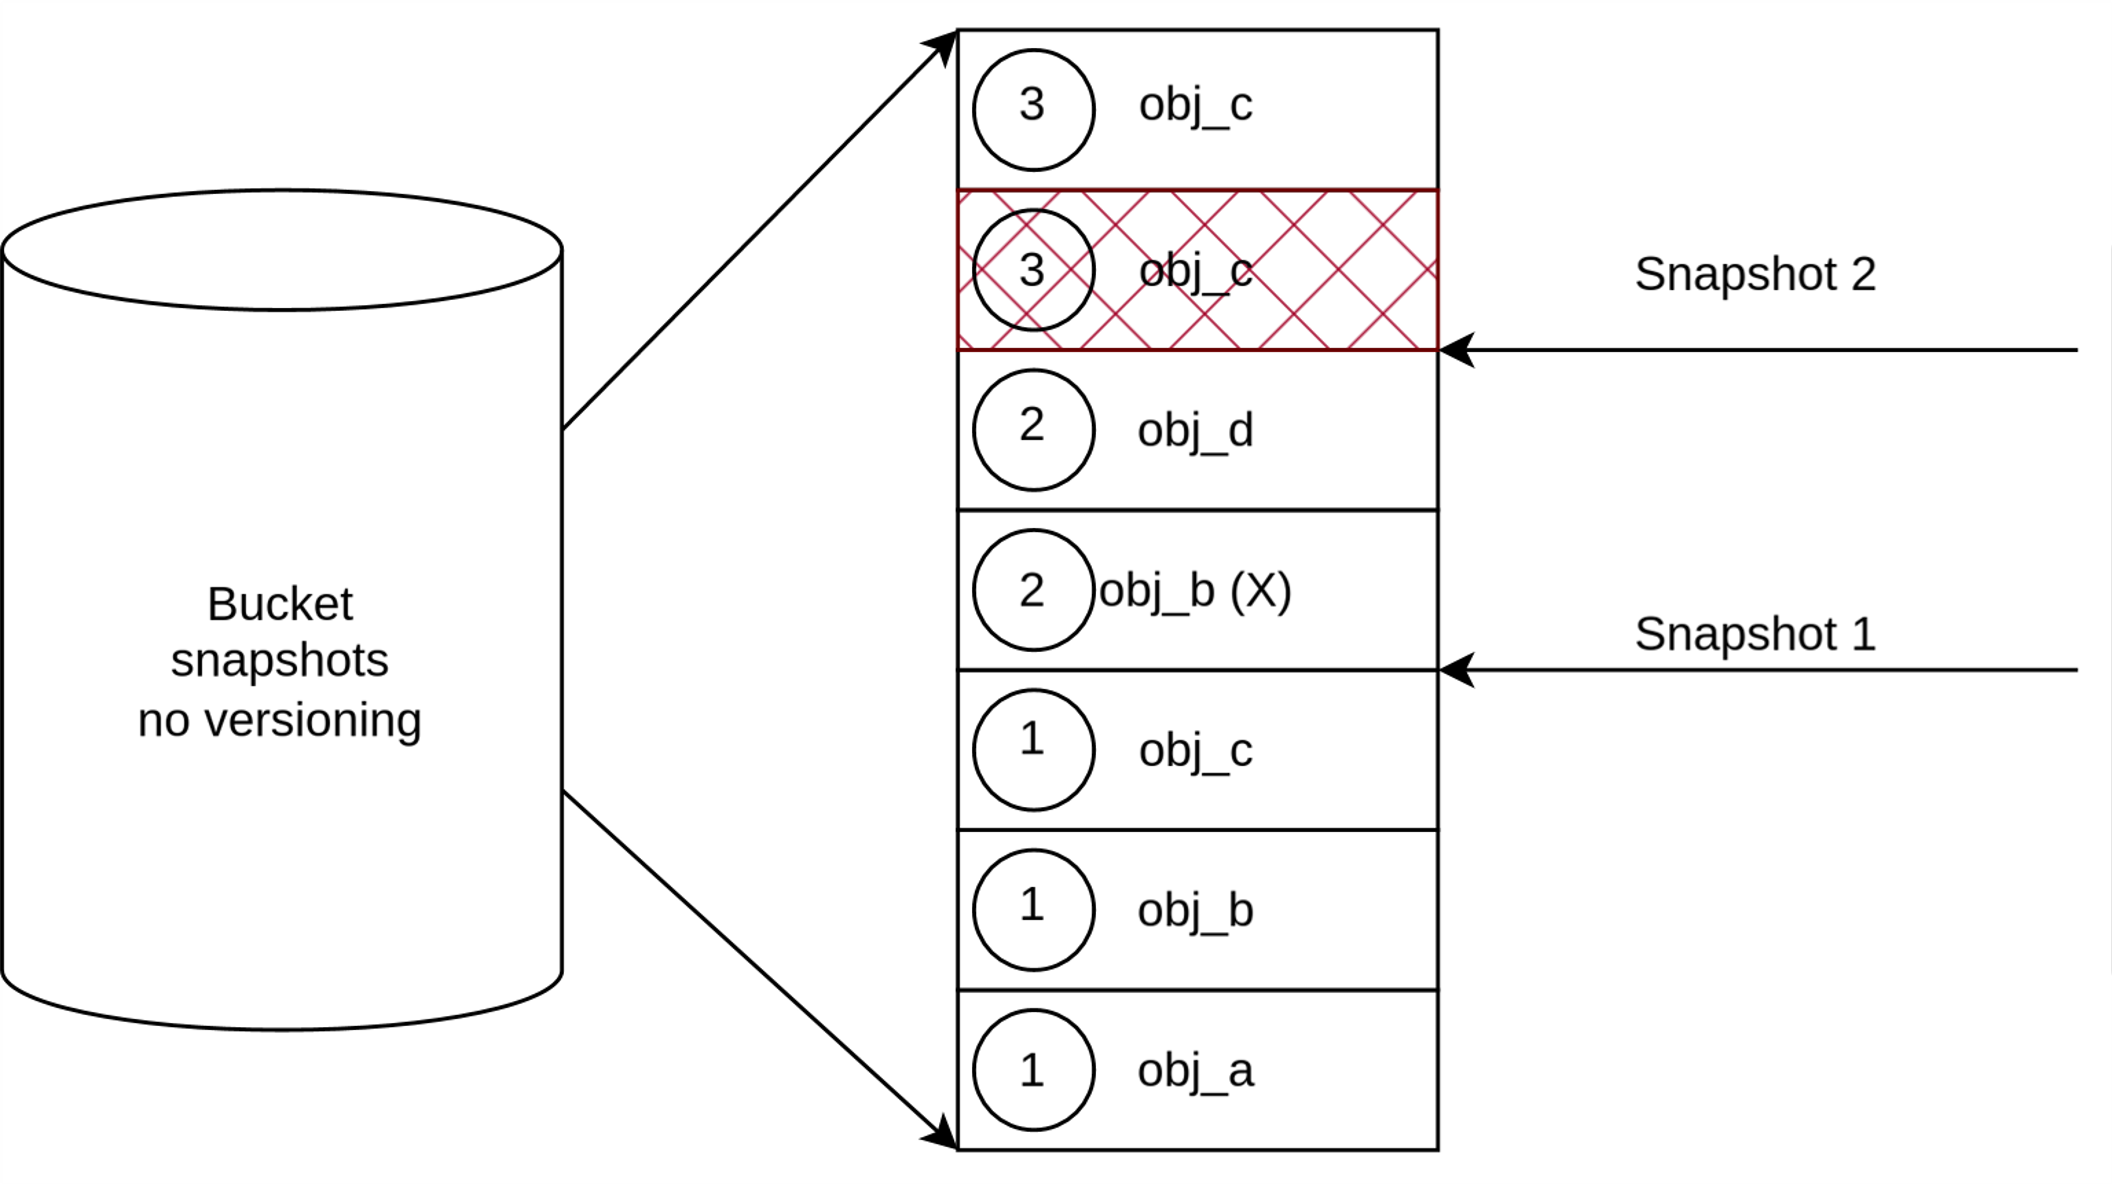 Bucket
snapshots
no versioning
3 obj_c
3 obj_c
2 obj_d
2 obj_b (X)
1 obj_c
1 obj_b
1 obj_a
Snapshot 2
Snapshot 1